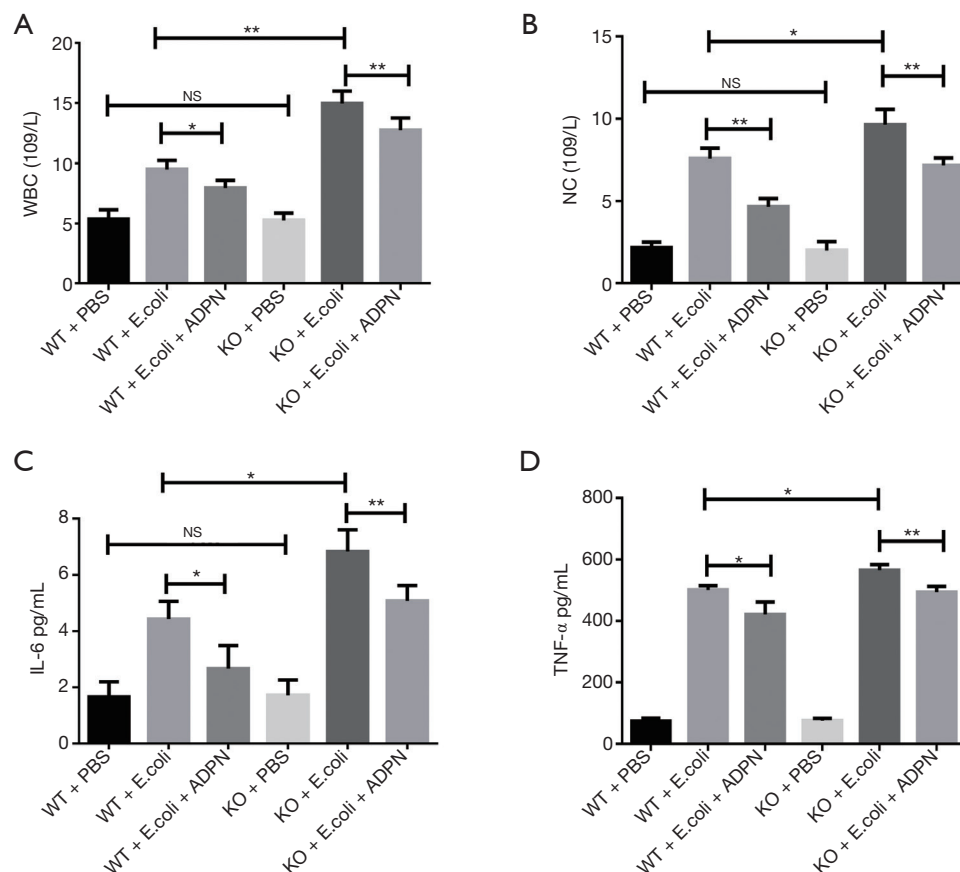 A
WBC (109/L)
20
15
10
5
0
**
**
NS
*
WT + PBS
WT + E.coli
WT + E.coli + ADPN
KO + PBS
KO + E.coli
KO + E.coli + ADPN
B
NC (109/L)
15
10
5
0
*
**
NS
**
WT + PBS
WT + E.coli
WT + E.coli + ADPN
KO + PBS
KO + E.coli
KO + E.coli + ADPN
C
IL-6 pg/mL
8
6
4
2
0
*
**
NS
*
WT + PBS
WT + E.coli
WT + E.coli + ADPN
KO + PBS
KO + E.coli
KO + E.coli + ADPN
D
TNF-α pg/mL
800
600
400
200
0
*
**
*
WT + PBS
WT + E.coli
WT + E.coli + ADPN
KO + PBS
KO + E.coli
KO + E.coli + ADPN